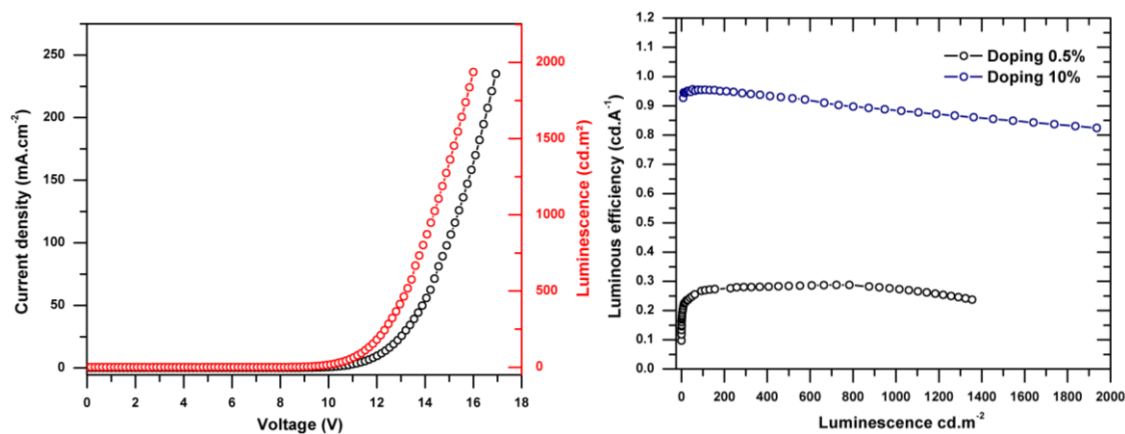 250
200
150
100
50
0
Current density (mA.cm⁻²)
2000
1500
1000
500
0
Luminescence (cd.m²)
0 2 4 6 8 10 12 14 16 18
Voltage (V)
1.2
1.1
1.0
0.9
0.8
0.7
0.6
0.5
0.4
0.3
0.2
0.1
0.0
Luminous efficiency (cd.A⁻¹)
Doping 0.5%
Doping 10%
0 200 400 600 800 1000 1200 1400 1600 1800 2000
Luminescence cd.m⁻²